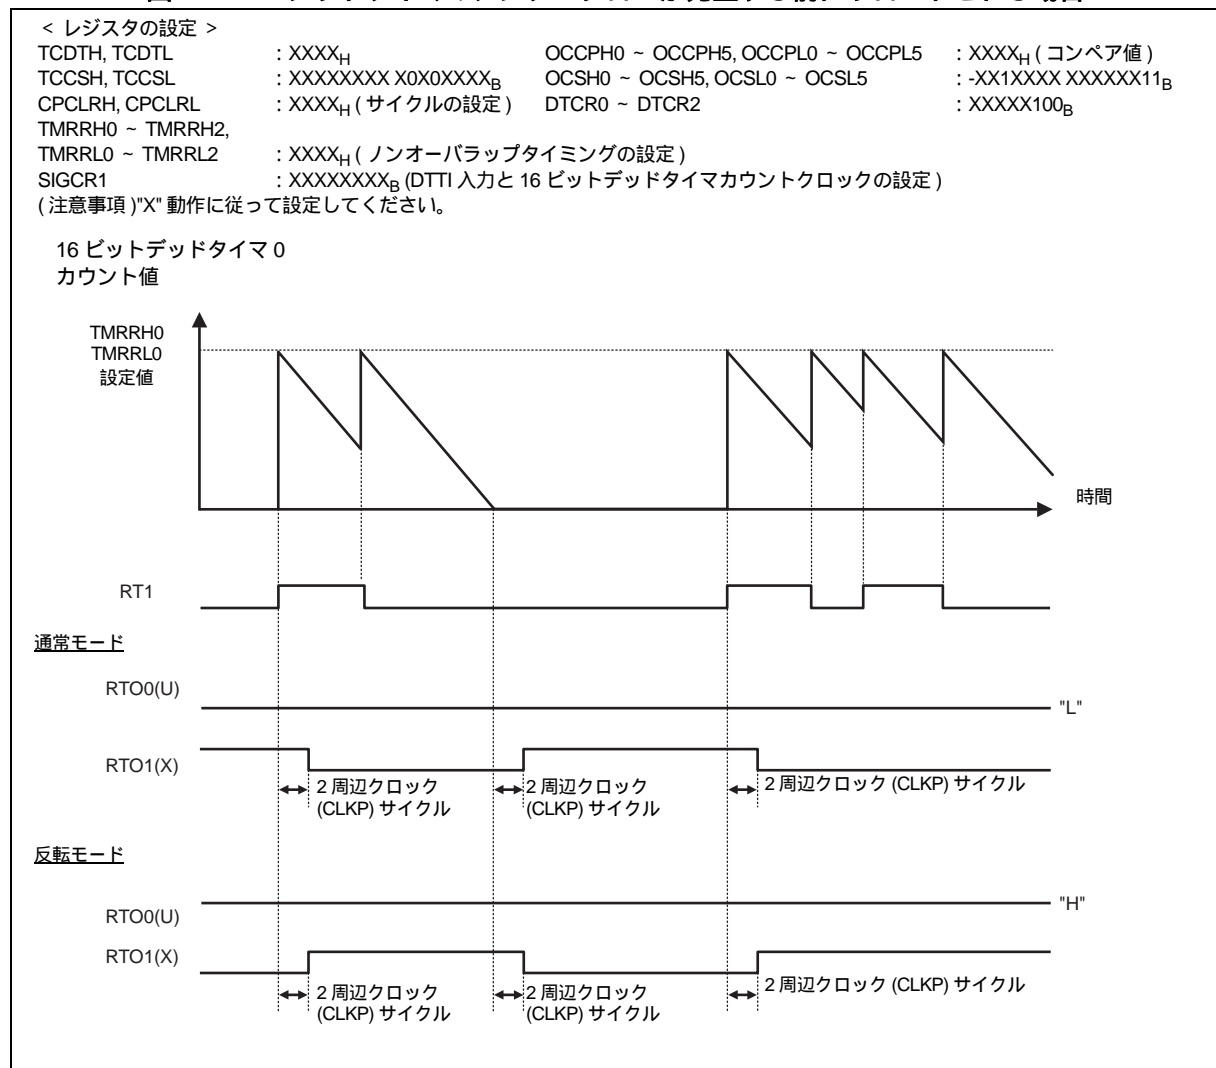 < レジスタの設定 >
TCDTH, TCDTL : XXXXH OCCPH0 ~ OCCPH5, OCCPL0 ~ OCCPL5 : XXXXH ( コンペア値 )
TCCSH, TCCSL : XXXXXXXX X0X0XXXXB OCSH0 ~ OCSH5, OCSL0 ~ OCSL5 : -XX1XXXX XXXXXX11B
CPCLRH, CPCLRL : XXXXH ( サイクルの設定 ) DTCR0 ~ DTCR2 : XXXXX100B
TMRRH0 ~ TMRRH2,
TMRRL0 ~ TMRRL2 : XXXXH ( ノンオーバラップタイミングの設定 )
SIGCR1 : XXXXXXXXB (DTTI 入力と 16 ビットデッドタイマカウントクロックの設定 )
( 注意事項 )"X" 動作に従って設定してください。
16 ビットデッドタイマ 0
カウント値
TMRRH0
TMRRL0
設定値
時間
RT1
通常モード
RTO0(U)
"L"
RTO1(X)
2 周辺クロック
(CLKP) サイクル
2 周辺クロック
(CLKP) サイクル
2 周辺クロック (CLKP) サイクル
反転モード
"H"
RTO0(U)
RTO1(X)
2 周辺クロック
(CLKP) サイクル
2 周辺クロック
(CLKP) サイクル
2 周辺クロック (CLKP) サイクル